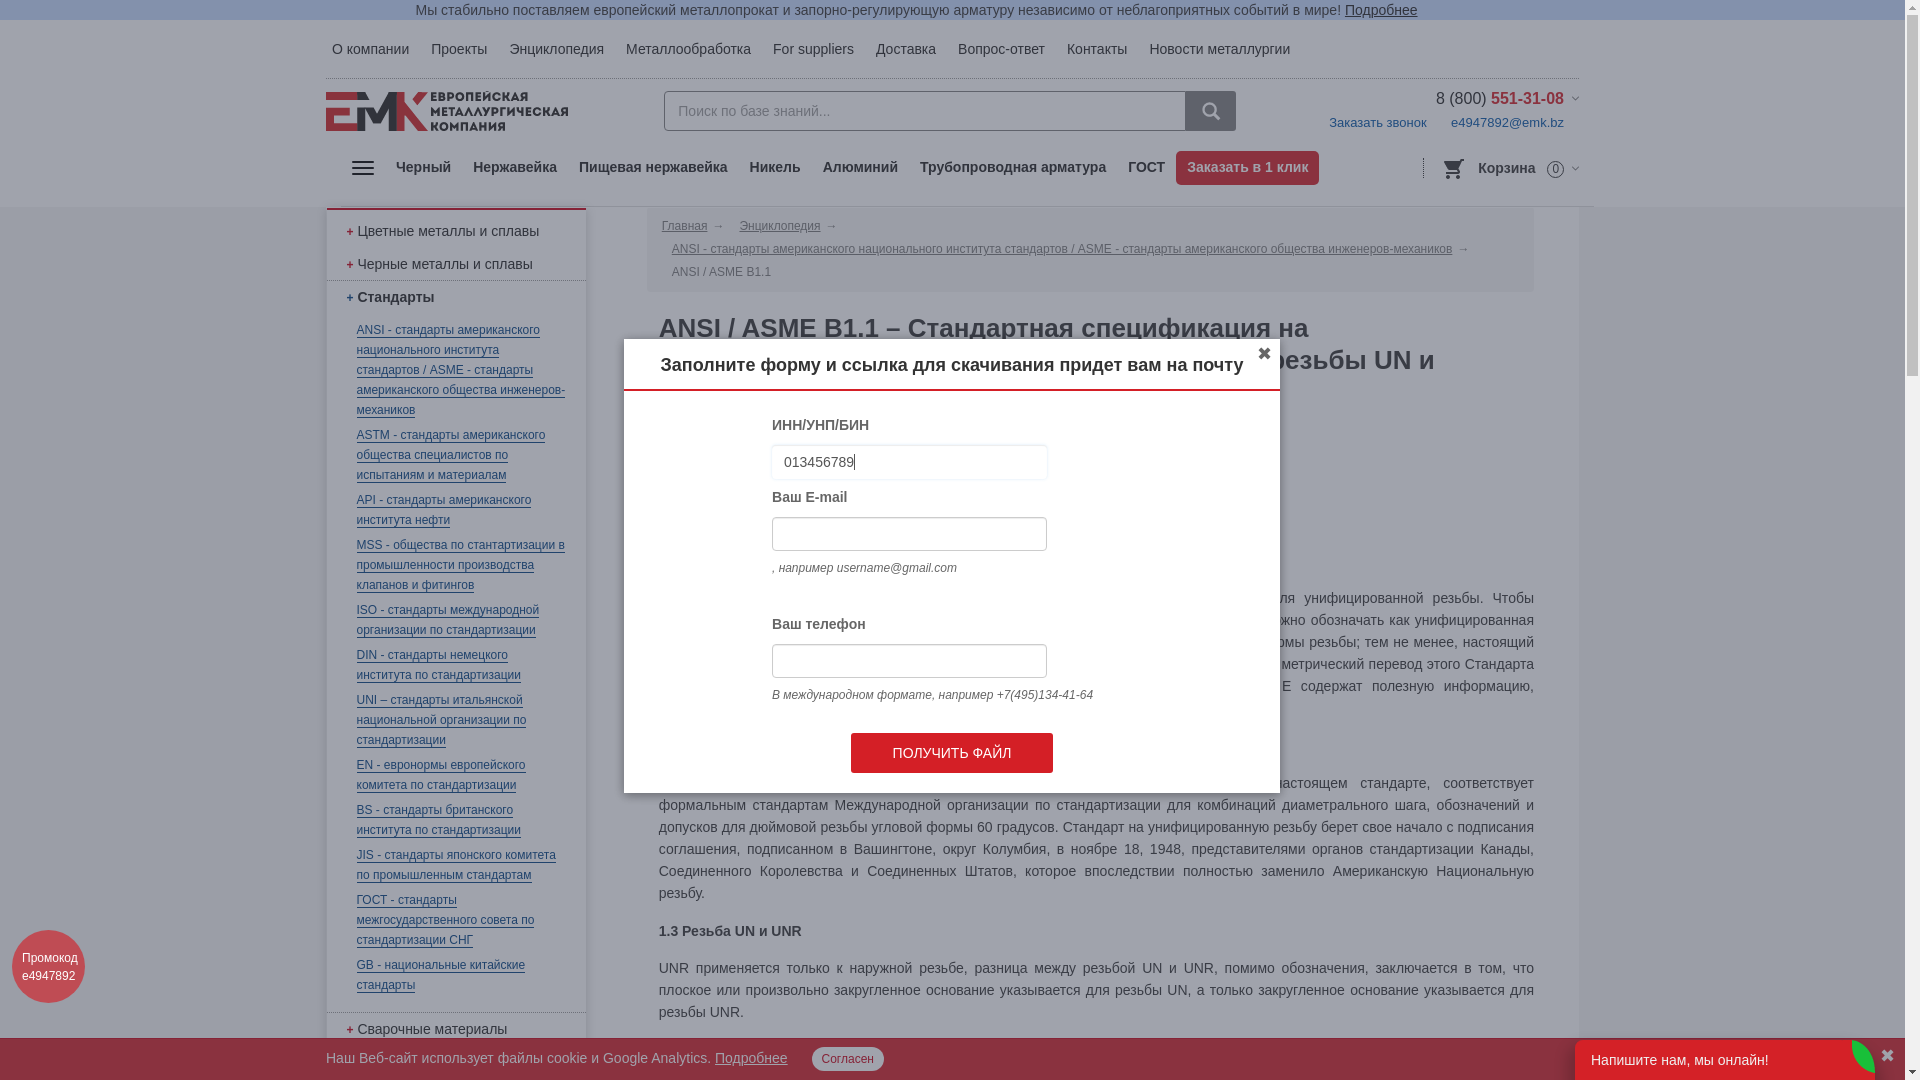 Мы стабильно поставляем европейский металлопрокат и запорно-регулирующую арматуру независимо от неблагоприятных событий в мире! Подробнее
О компании Проекты Энциклопедия Металлообработка For suppliers Доставка Вопрос-ответ Контакты Новости металлургии
ЕМК ЕВРОПЕЙСКАЯ
МЕТАЛЛУРГИЧЕСКАЯ
КОМПАНИЯ
Поиск по базе знаний...
8 (800) 551-31-08
Заказать звонок e4947892@emk.bz
Черный Нержавейка Пищевая нержавейка Никель Алюминий Трубопроводная арматура ГОСТ Заказать в 1 клик
Корзина 0
+ Цветные металлы и сплавы
+ Черные металлы и сплавы
+ Стандарты
ANSI - стандарты американского
национального института
стандартов / ASME - стандарты
американского общества инженеров-
механиков
ASTM - стандарты американского
общества специалистов по
испытаниям и материалам
API - стандарты американского
института нефти
MSS - общества по стантартизации в
промышленности производства
клапанов и фитингов
ISO - стандарты международной
организации по стандартизации
DIN - стандарты немецкого
института по стандартизации
UNI – стандарты итальянской
национальной организации по
стандартизации
EN - евронормы европейского
комитета по стандартизации
BS - стандарты британского
института по стандартизации
JIS - стандарты японского комитета
по промышленным стандартам
ГОСТ - стандарты
межгосударственного совета по
стандартизации СНГ
GB - национальные китайские
стандарты
+ Сварочные материалы
Главная → Энциклопедия →
ANSI - стандарты американского национального института стандартов / ASME - стандарты американского общества инженеров-механиков →
ANSI / ASME B1.1
ANSI / ASME B1.1 – Стандартная спецификация на
резьбы UN и
Заполните форму и ссылка для скачивания придет вам на почту
✖
ИНН/УНП/БИН
013456789
Ваш E-mail
, например username@gmail.com
Ваш телефон
В международном формате, например +7(495)134-41-64
ПОЛУЧИТЬ ФАЙЛ
унифицированной резьбы. Чтобы
обозначать как унифицированная
резьбы; тем не менее, настоящий
метрический перевод этого Стандарта
Е содержат полезную информацию,
настоящем стандарте, соответствует
формальным стандартам Международной организации по стандартизации для комбинаций диаметрального шага, обозначений и
допусков для дюймовой резьбы угловой формы 60 градусов. Стандарт на унифицированную резьбу берет свое начало с подписания
соглашения, подписанном в Вашингтоне, округ Колумбия, в ноябре 18, 1948, представителями органов стандартизации Канады,
Соединенного Королевства и Соединенных Штатов, которое впоследствии полностью заменило Американскую Национальную
резьбу.
1.3 Резьба UN и UNR
UNR применяется только к наружной резьбе, разница между резьбой UN и UNR, помимо обозначения, заключается в том, что
плоское или произвольно закругленное основание указывается для резьбы UN, а только закругленное основание указывается для
резьбы UNR.
Промокод
e4947892
Наш Веб-сайт использует файлы cookie и Google Analytics. Подробнее Согласен
Напишите нам, мы онлайн!
✖